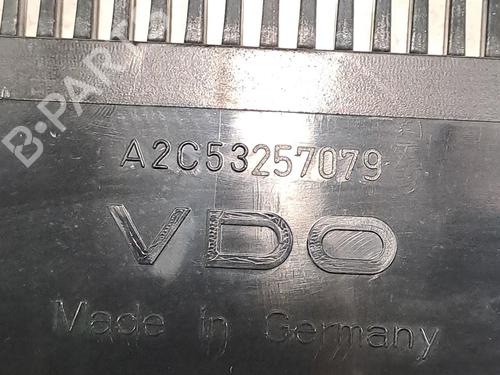 B-PARTS
A2C53257079
VDO
Made in Germany